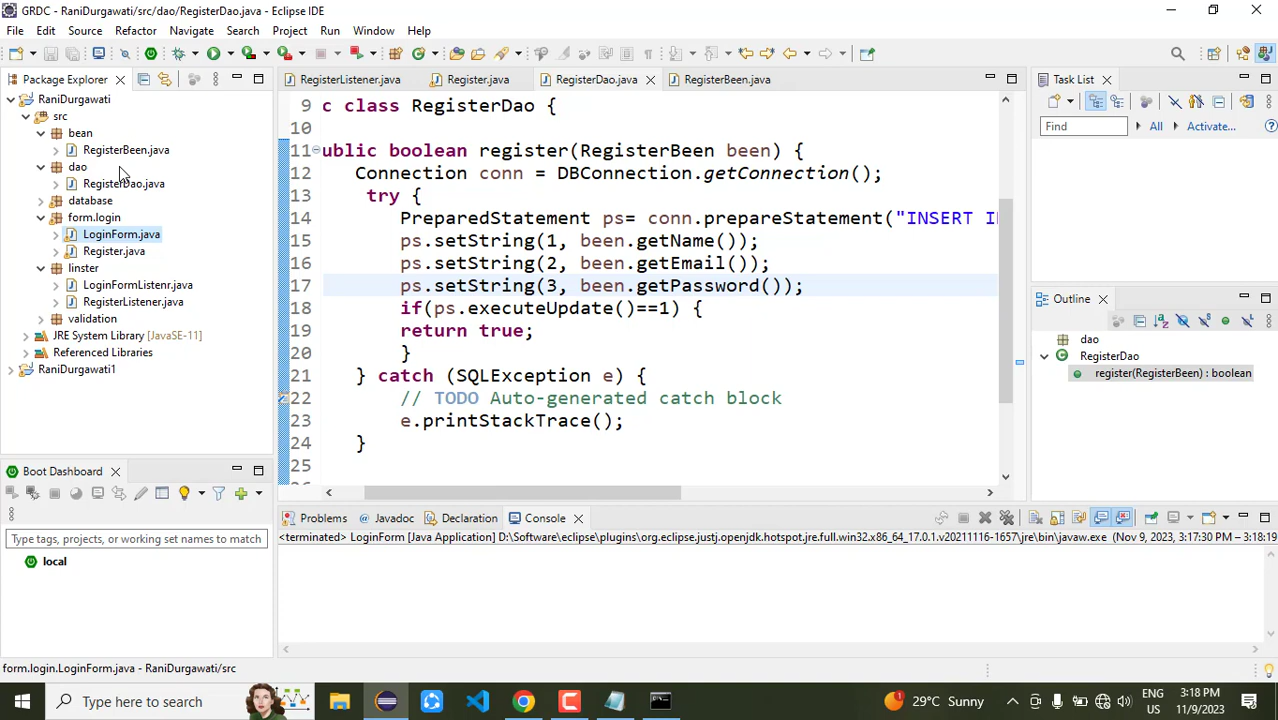 GRDC - RaniDurgawati/src/dao/RegisterDao.java - Eclipse IDE
File Edit Source Refactor Navigate Search Project Run Window Help
Package Explorer
RaniDurgawati
src
bean
RegisterBeen.java
dao
RegisterDao.java
database
form.login
LoginForm.java
Register.java
linster
LoginFormListenr.java
RegisterListener.java
validation
JRE System Library [JavaSE-11]
Referenced Libraries
RaniDurgawati1
Boot Dashboard
Type tags, projects, or working set names to match
local
RegisterListener.java Register.java RegisterDao.java RegisterBeen.java
9 c class RegisterDao {
10
11 ublic boolean register(RegisterBeen been) {
12 Connection conn = DBConnection.getConnection();
13 try {
14 PreparedStatement ps= conn.prepareStatement("INSERT I
15 ps.setString(1, been.getName());
16 ps.setString(2, been.getEmail());
17 ps.setString(3, been.getPassword());
18 if(ps.executeUpdate()==1) {
19 return true;
20 }
21 } catch (SQLException e) {
22 // TODO Auto-generated catch block
23 e.printStackTrace();
24 }
25
Task List
Find All Activate...
Outline
dao
RegisterDao
register(RegisterBeen) : boolean
Problems Javadoc Declaration Console
<terminated> LoginForm [Java Application] D:\Software\eclipse\plugins\org.eclipse.justj.openjdk.hotspot.jre.full.win32.x86_64_17.0.1.v20211116-1657\jre\bin\javaw.exe (Nov 9, 2023, 3:17:30 PM – 3:18:19
form.login.LoginForm.java - RaniDurgawati/src
Type here to search
1
29°C Sunny
ENG
US
3:18 PM
11/9/2023